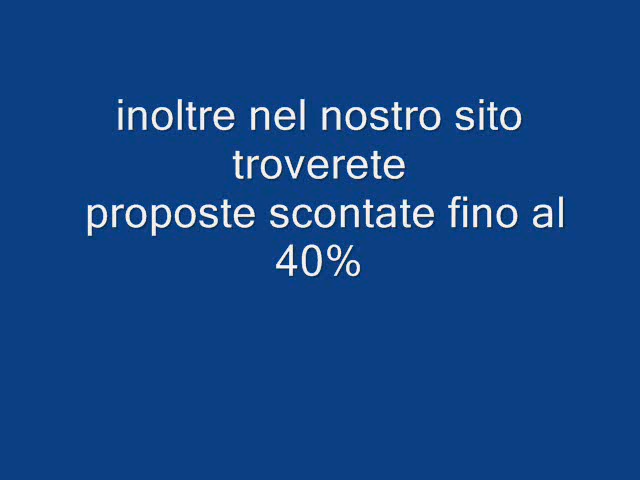 inoltre nel nostro sito
troverete
proposte scontate fino al
40%